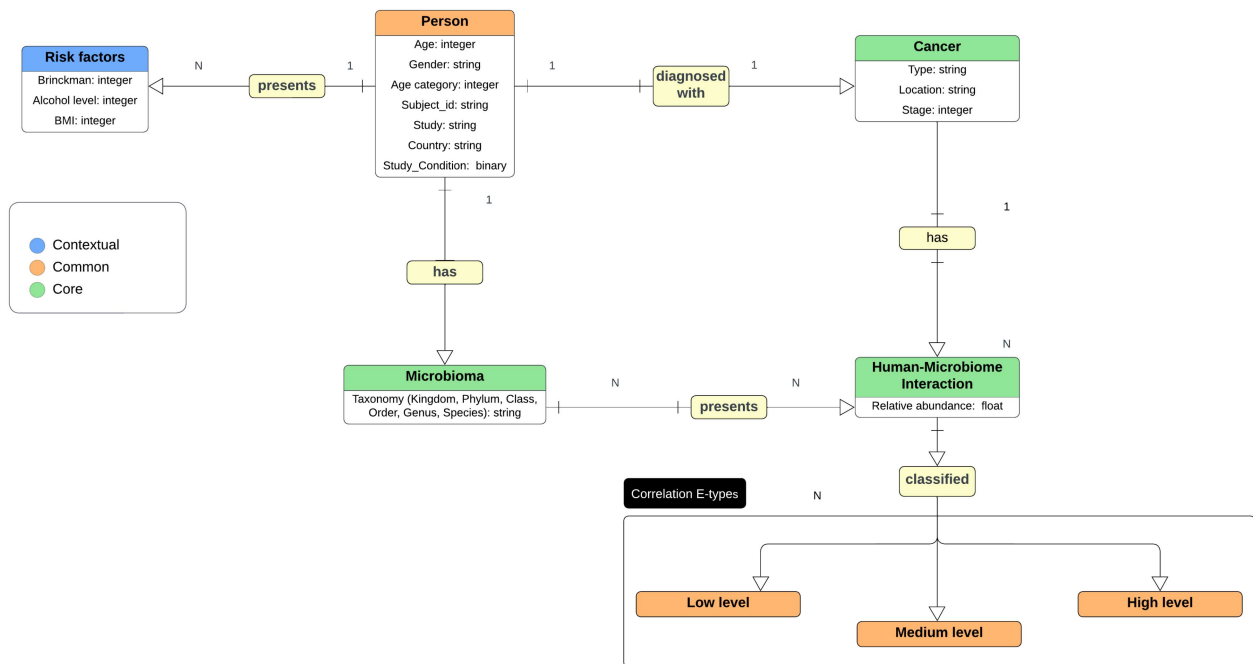 Person
Age: integer
Gender: string
Age category: integer
Subject_id: string
Study: string
Country: string
Study_Condition:  binary
Risk factors
Brinckman: integer
Alcohol level: integer
BMI: integer
N
presents
1
1
diagnosed
with
1
Cancer
Type: string
Location: string
Stage: integer
1
has
1
has
N
Contextual
Common
Core
Microbioma
Taxonomy (Kingdom, Phylum, Class,
Order, Genus, Species): string
N
presents
N
Human-Microbiome
Interaction
Relative abundance:  float
classified
Correlation E-types
N
Low level
Medium level
High level